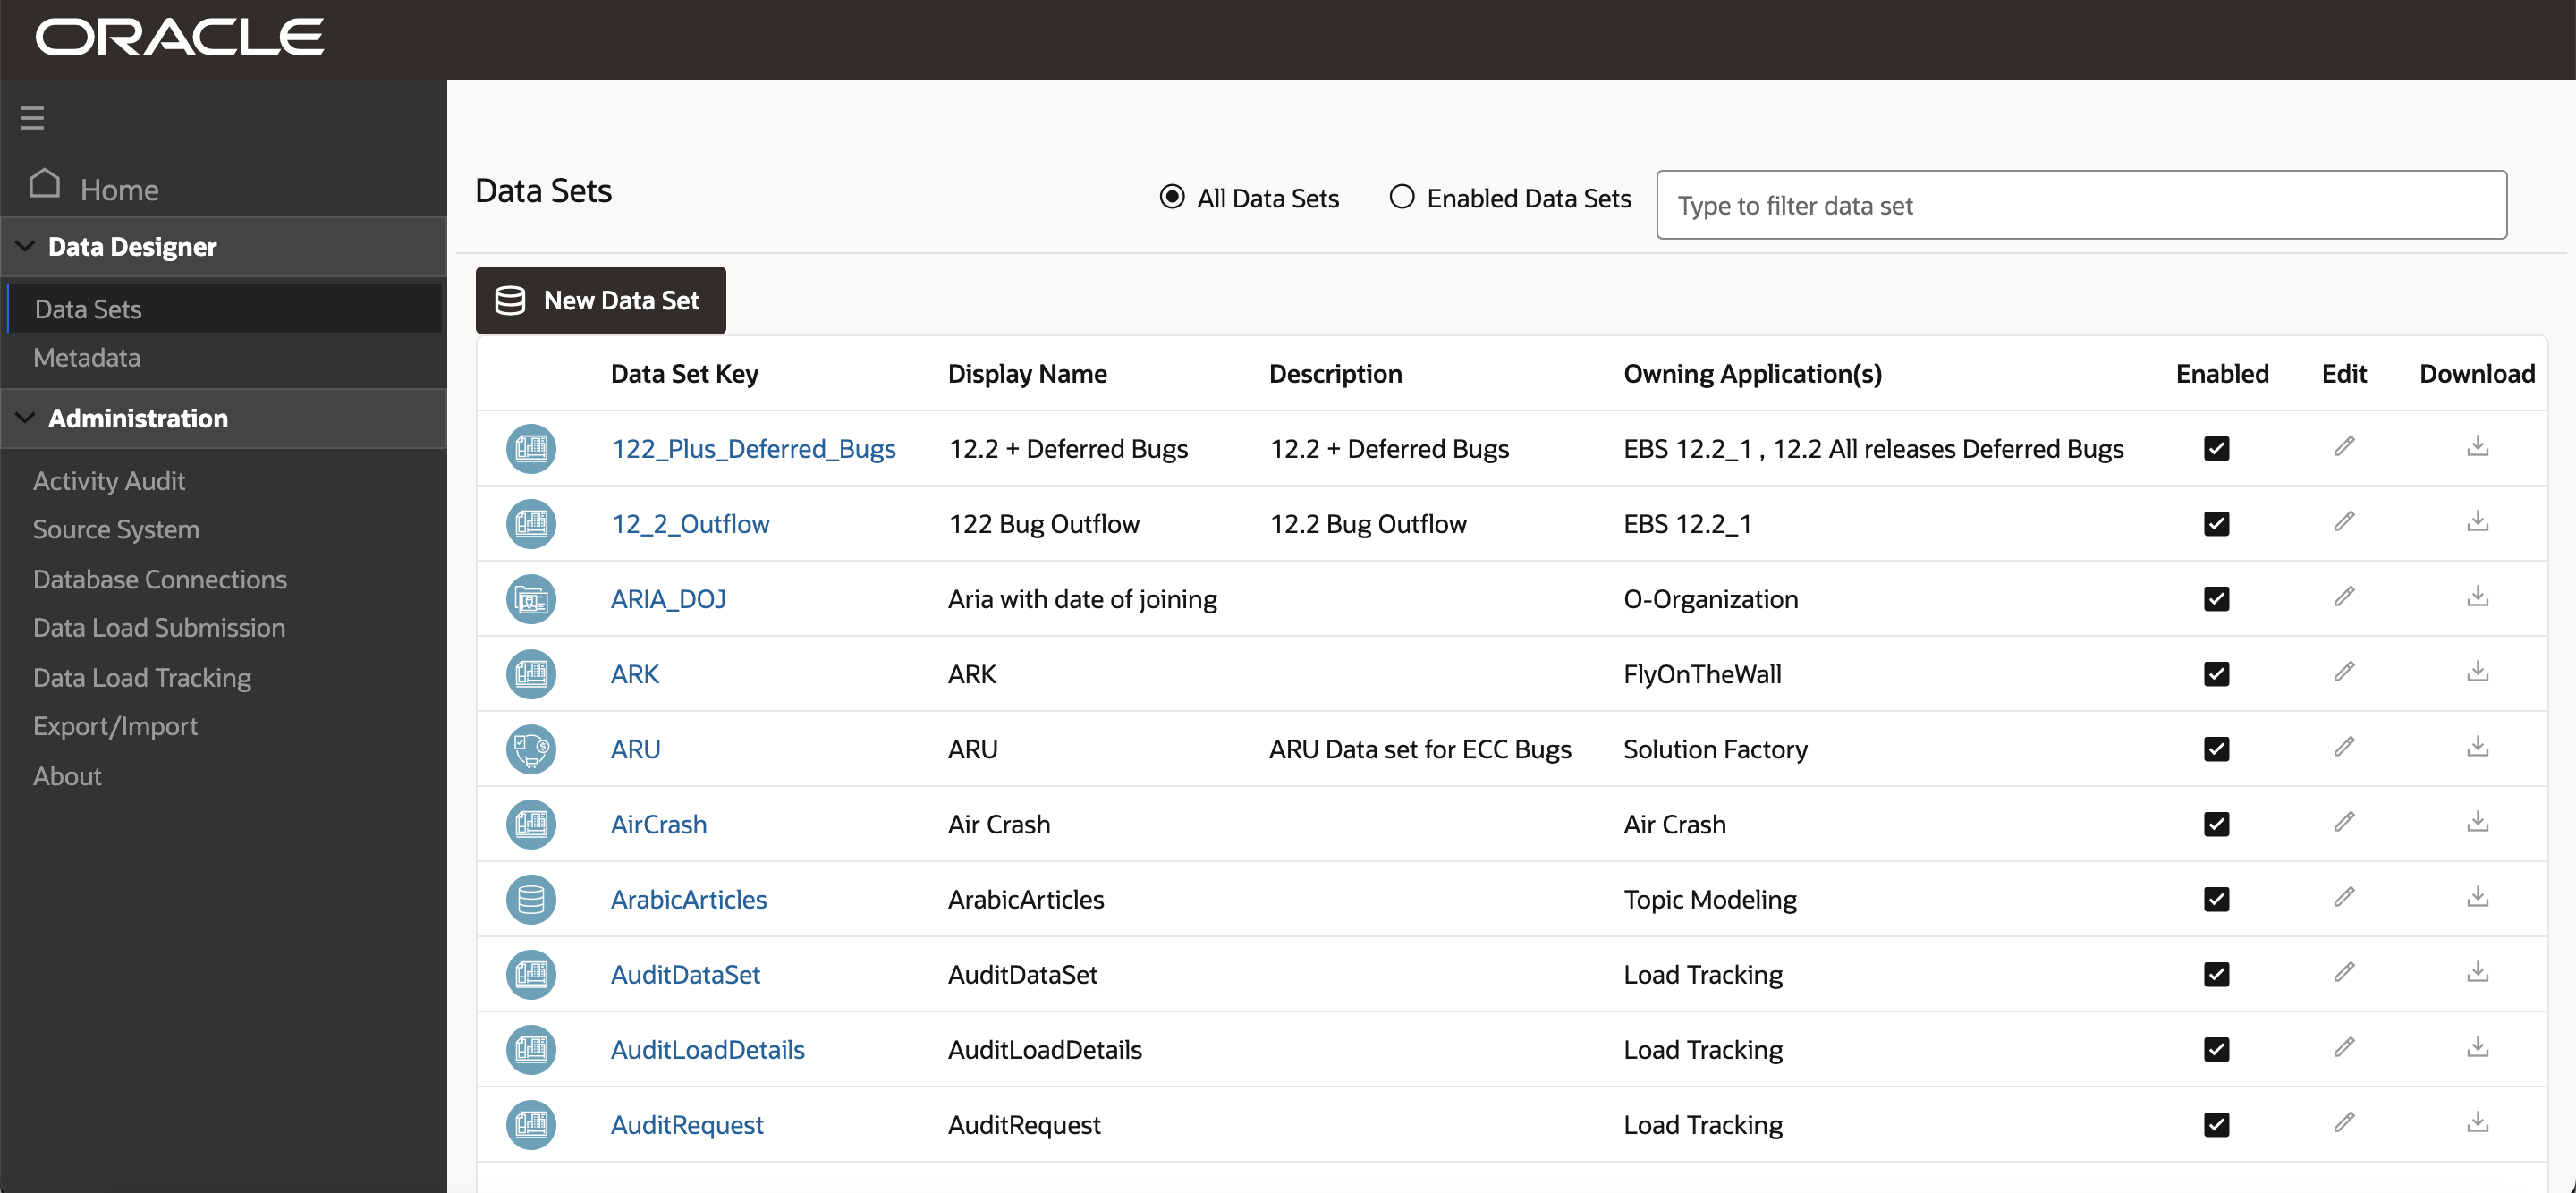 ORACLE
Home
Data Designer
Data Sets
Metadata
Administration
Activity Audit
Source System
Database Connections
Data Load Submission
Data Load Tracking
Export/Import
About
Data Sets All Data Sets Enabled Data Sets Type to filter data set
New Data Set
Data Set Key Display Name Description Owning Application(s) Enabled Edit Download
122_Plus_Deferred_Bugs 12.2 + Deferred Bugs 12.2 + Deferred Bugs EBS 12.2_1 , 12.2 All releases Deferred Bugs
12_2_Outflow 122 Bug Outflow 12.2 Bug Outflow EBS 12.2_1
ARIA_DOJ Aria with date of joining O-Organization
ARK ARK FlyOnTheWall
ARU ARU ARU Data set for ECC Bugs Solution Factory
AirCrash Air Crash Air Crash
ArabicArticles ArabicArticles Topic Modeling
AuditDataSet AuditDataSet Load Tracking
AuditLoadDetails AuditLoadDetails Load Tracking
AuditRequest AuditRequest Load Tracking